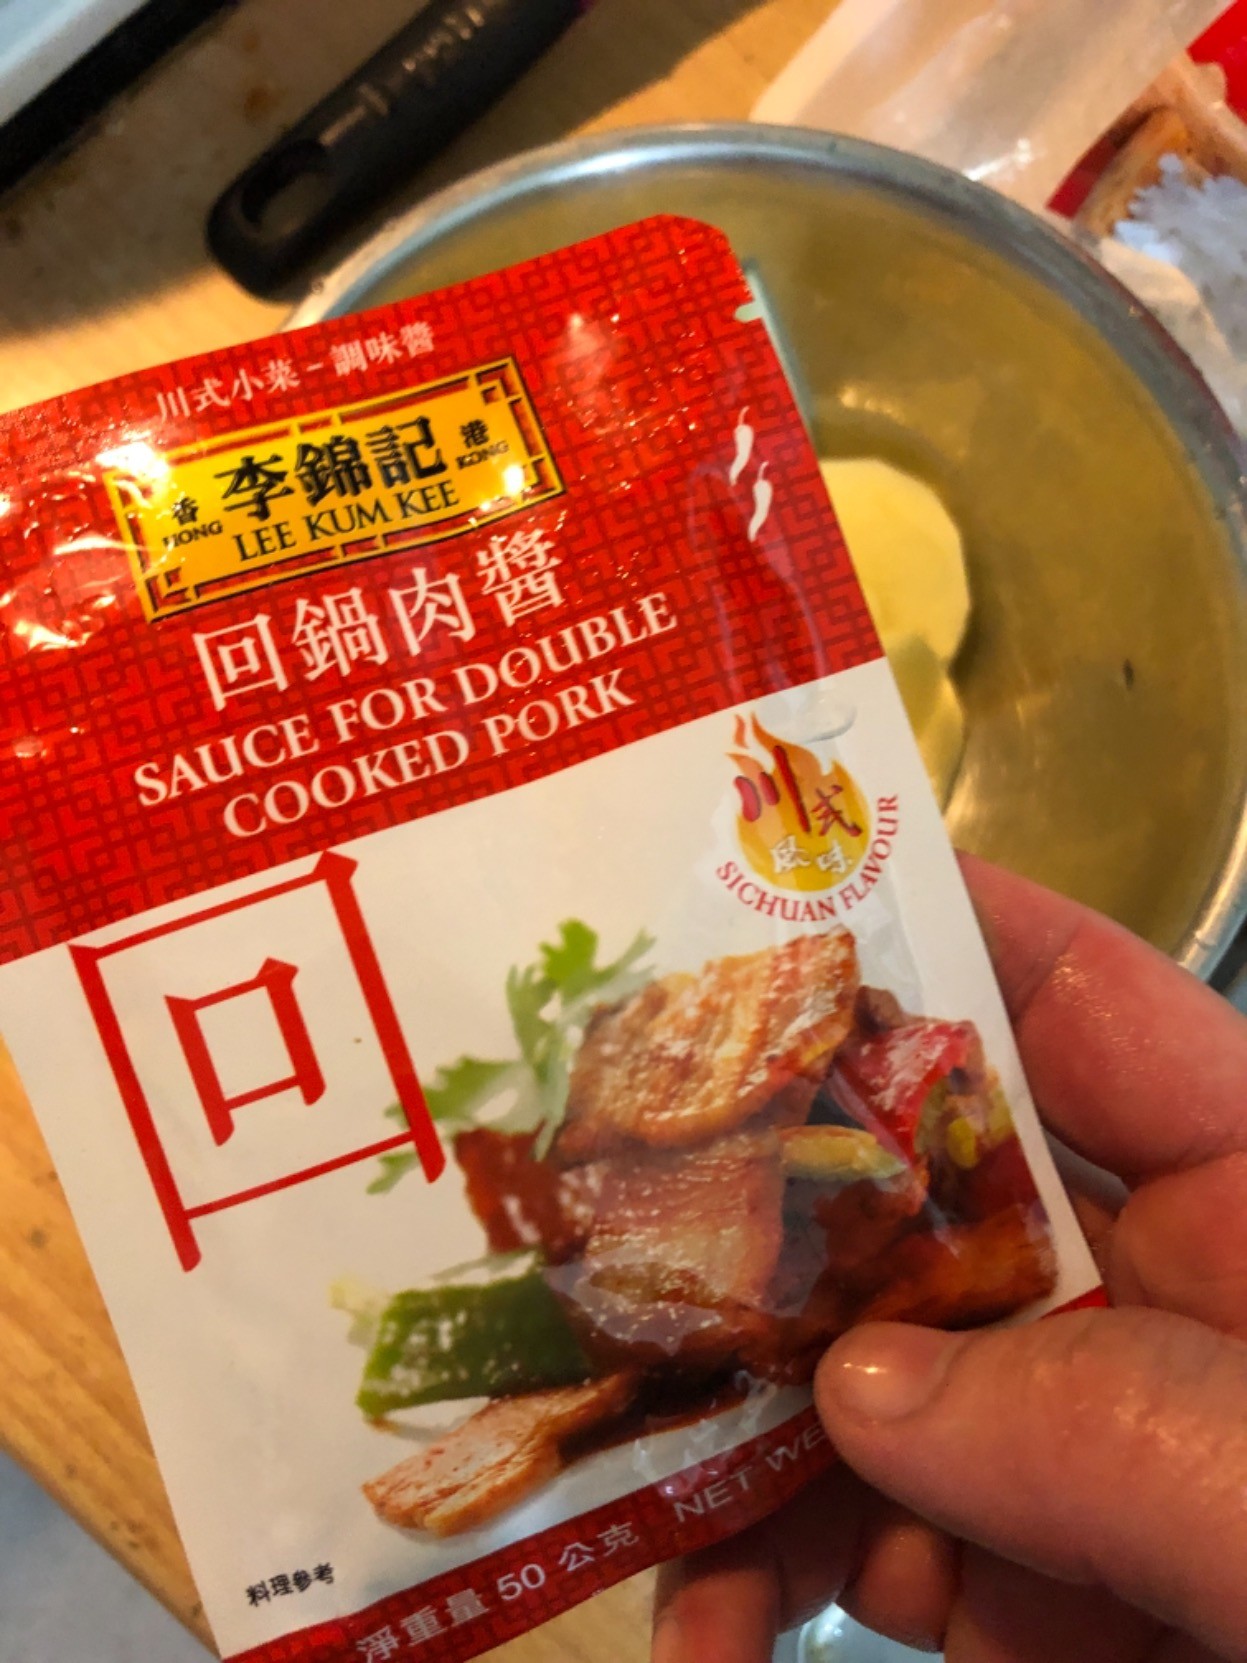 川式小菜-調味醬
香 李錦記 港
HONG LEE KUM KEE KONG
回鍋肉醬
SAUCE FOR DOUBLE
COOKED PORK
川式
風味
SICHUAN FLAVOUR
回
料理參考
淨重量 50 公克 NET WE